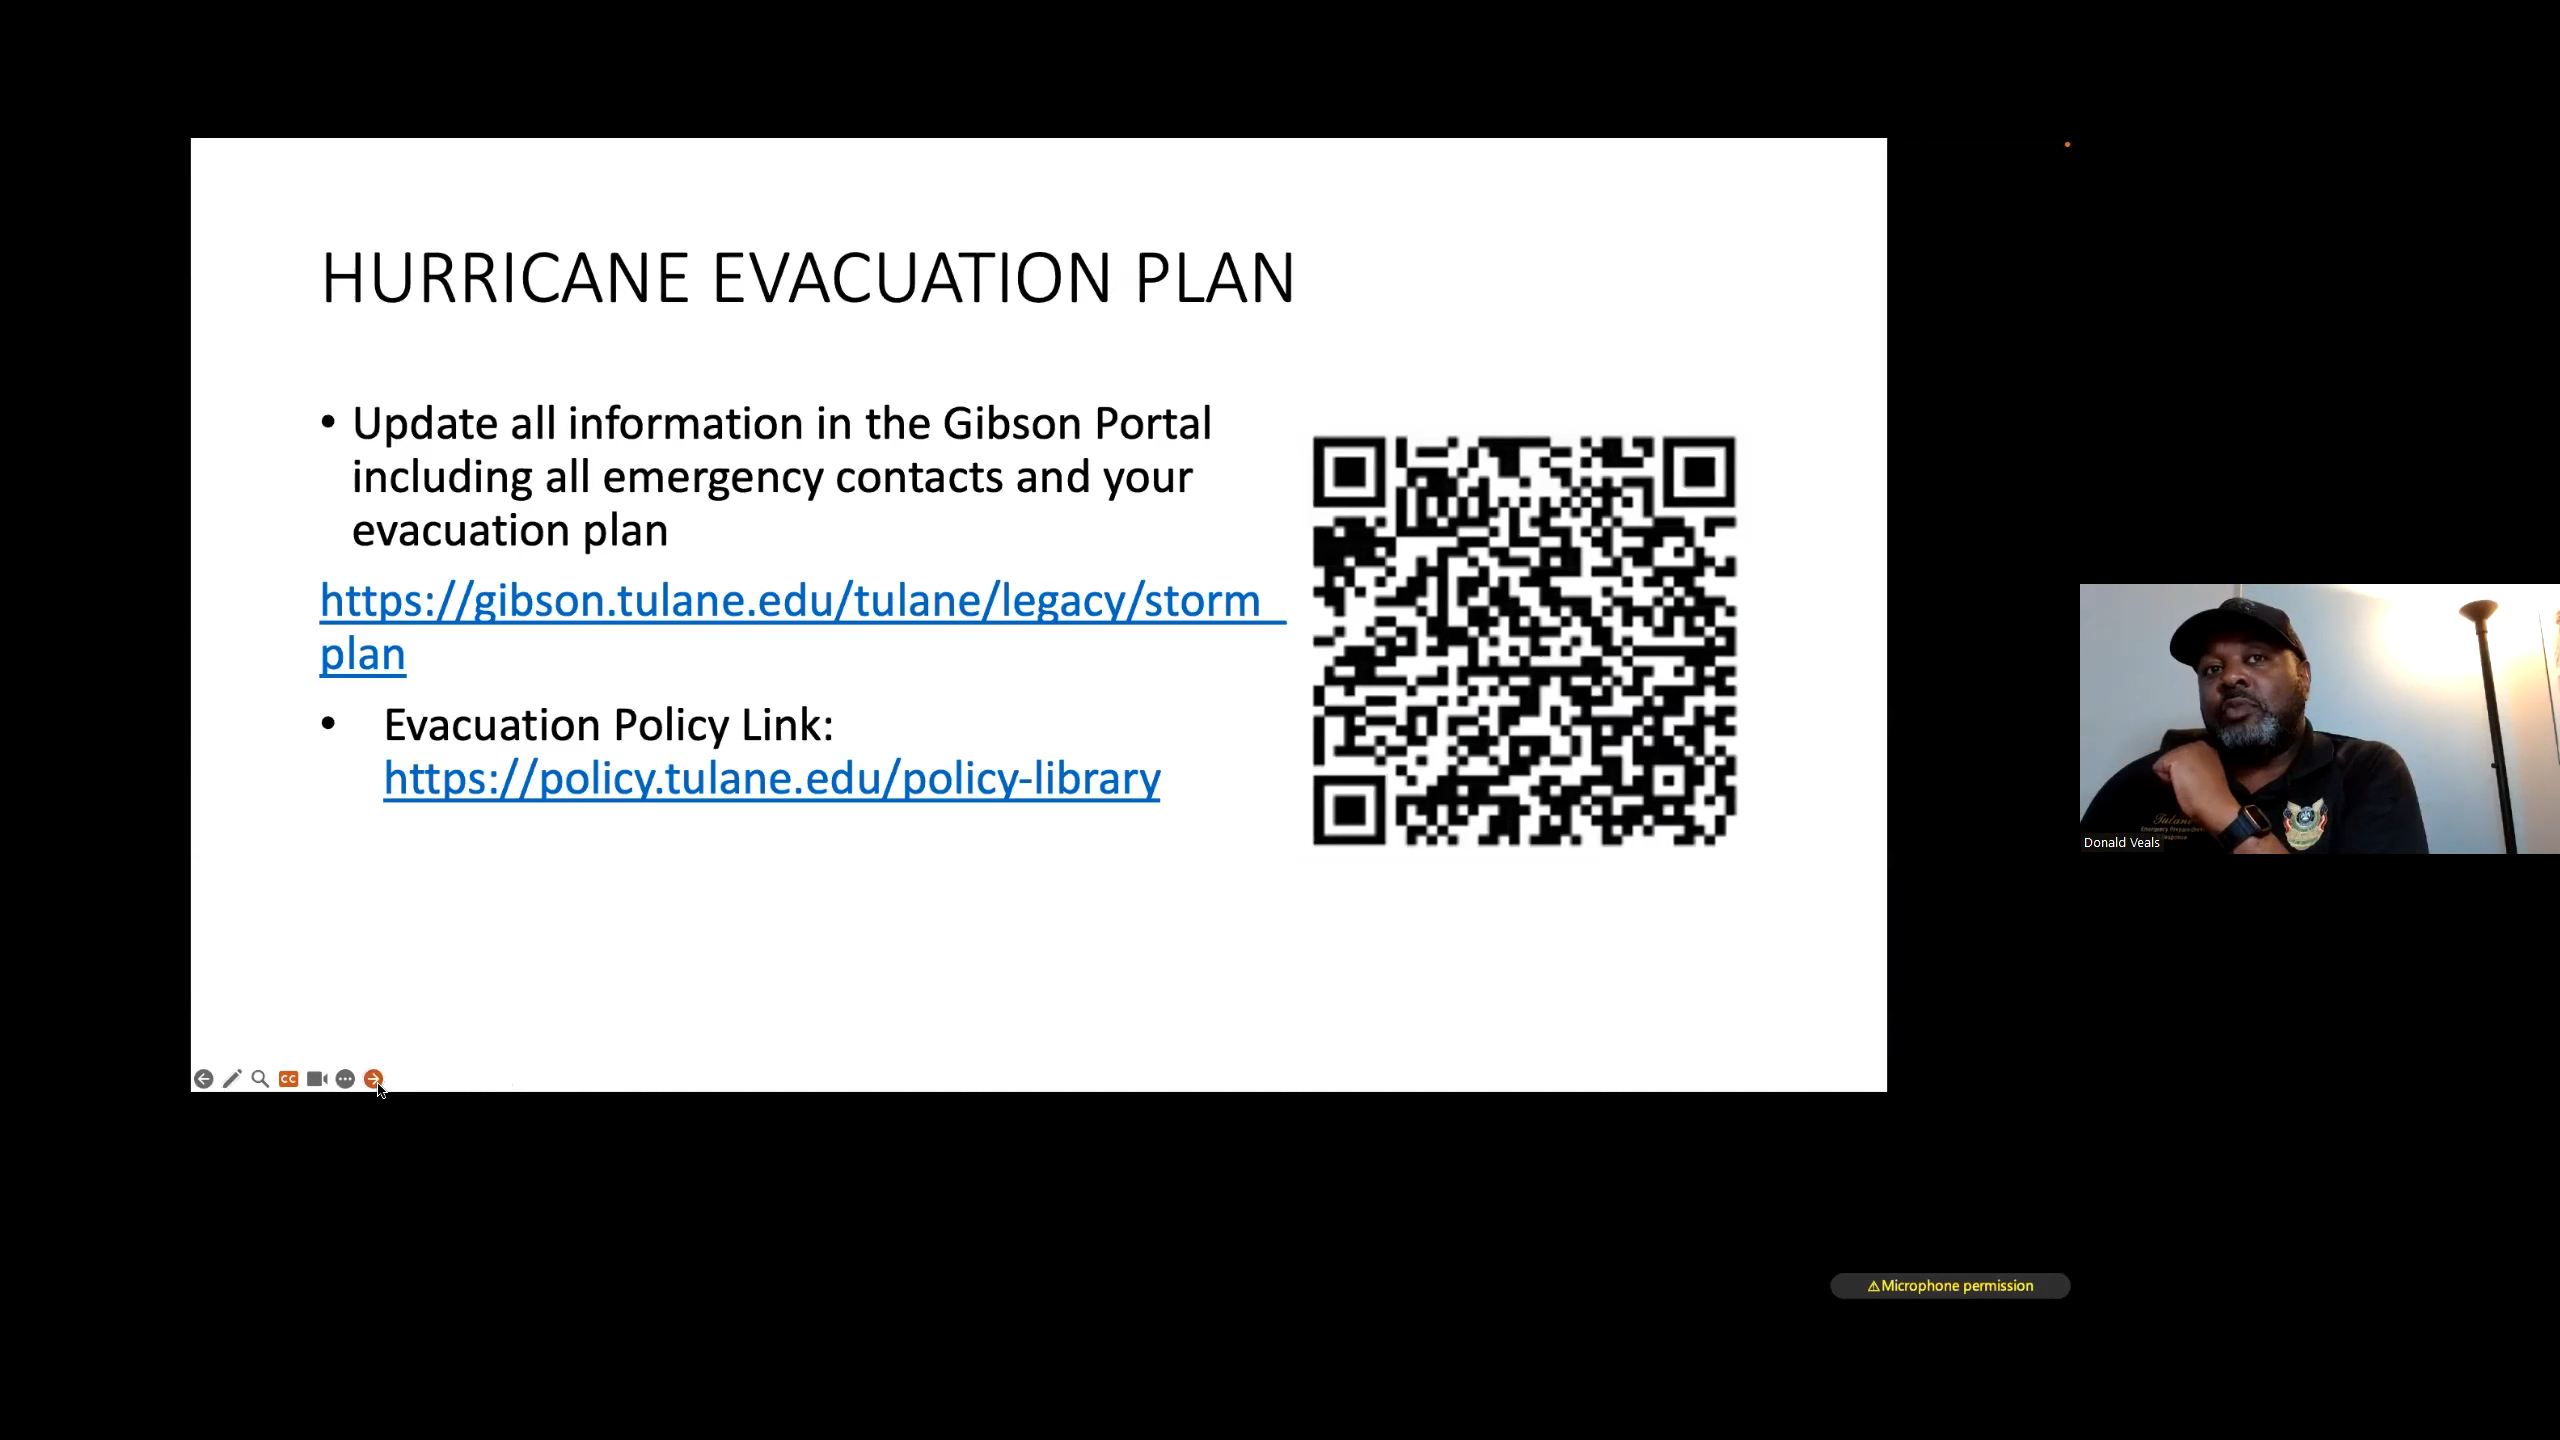 HURRICANE EVACUATION PLAN
• Update all information in the Gibson Portal
including all emergency contacts and your
evacuation plan
https://gibson.tulane.edu/tulane/legacy/storm_
plan
• Evacuation Policy Link:
https://policy.tulane.edu/policy-library
CC
Tulane
Donald Veals
⚠Microphone permission